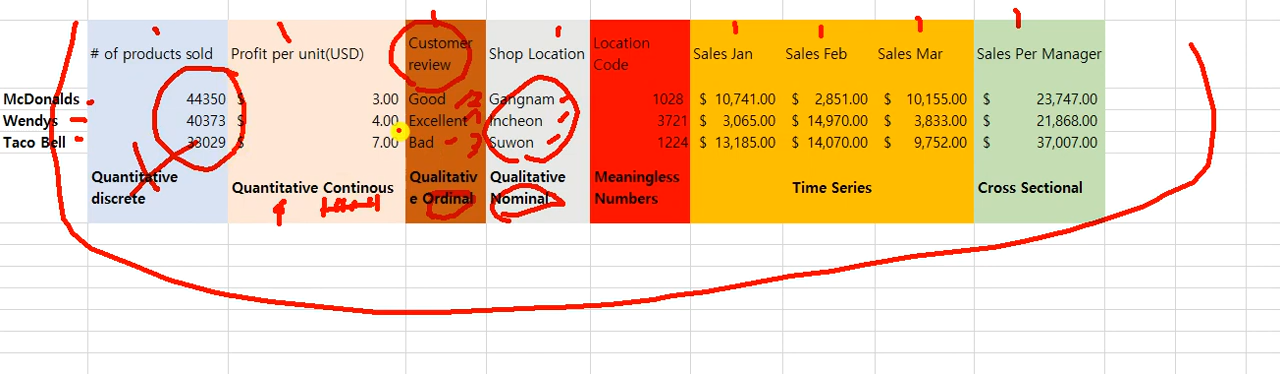 # of products sold Profit per unit(USD) Customer review Shop Location Location Code Sales Jan Sales Feb Sales Mar Sales Per Manager
McDonalds 44350 $ 3.00 Good Gangnam 1028 $ 10,741.00 $ 2,851.00 $ 10,155.00 $ 23,747.00
Wendys 40373 $ 4.00 Excellent Incheon 3721 $ 3,065.00 $ 14,970.00 $ 3,833.00 $ 21,868.00
Taco Bell 33029 $ 7.00 Bad Suwon 1224 $ 13,185.00 $ 14,070.00 $ 9,752.00 $ 37,007.00
Quantitative discrete Quantitative Continous Qualitative Ordinal Qualitative Nominal Meaningless Numbers Time Series Cross Sectional